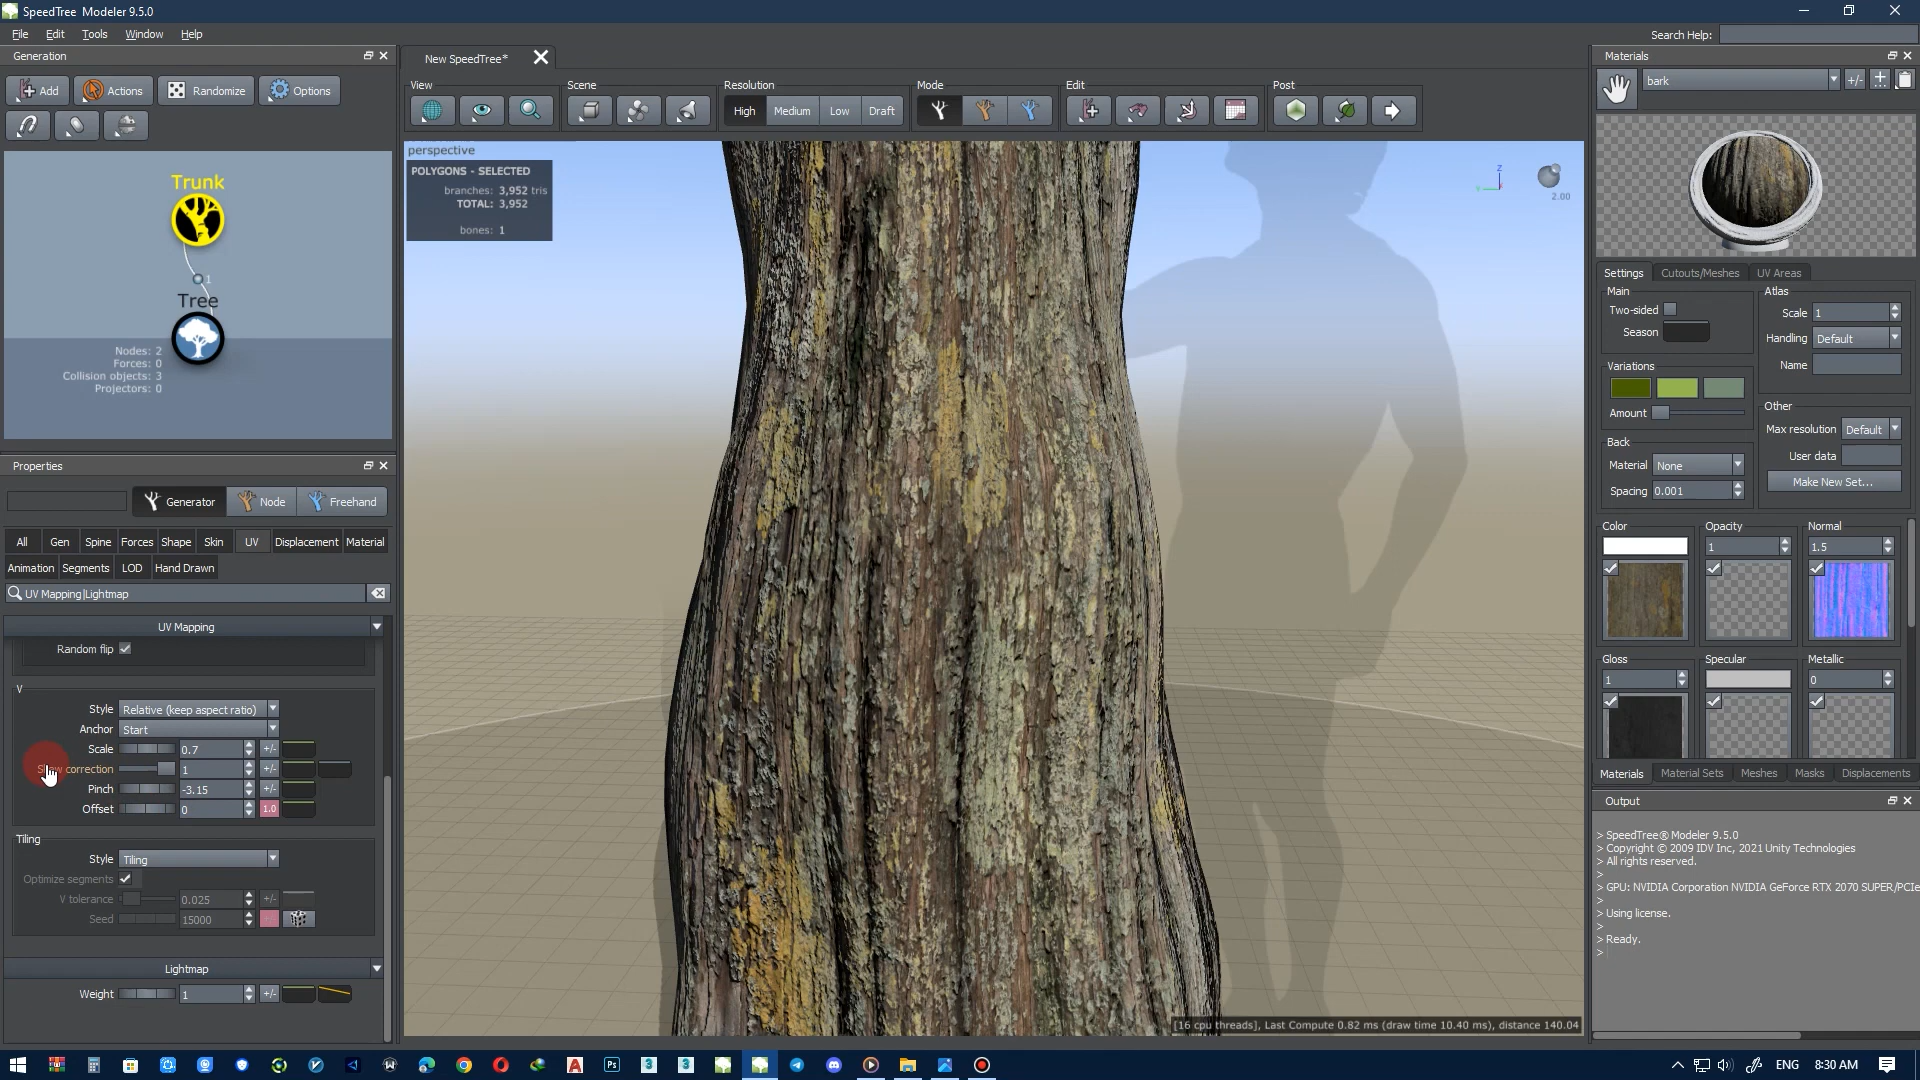 SpeedTree Modeler 9.5.0
File Edit Tools Window Help
Search Help:
Generation
New SpeedTree*
Materials
Add Actions Randomize Options
View Scene Resolution Mode Edit Post
High Medium Low Draft
bark
perspective
POLYGONS - SELECTED
branches: 3,952 tris
TOTAL: 3,952
bones: 1
Z
2.00
Trunk
1
Tree
Nodes: 2
Forces: 0
Collision objects: 3
Projectors: 0
Properties
Generator Node Freehand
All Gen Spine Forces Shape Skin UV Displacement Material
Animation Segments LOD Hand Drawn
UV Mapping|Lightmap
UV Mapping
Random flip
V
Style Relative (keep aspect ratio)
Anchor Start
Scale 0.7 +/-
correction 1 +/-
Pinch -3.15 +/-
Offset 0 1.0
Tiling
Style Tiling
Optimize segments
V tolerance 0.025 +/-
Seed 15000 +/-
Lightmap
Weight 1 +/-
[16 cpu threads], Last Compute 0.82 ms (draw time 10.40 ms), distance 140.04
+/-
Settings Cutouts/Meshes UV Areas
Main
Two-sided
Season
Atlas
Scale 1
Handling Default
Name
Variations
Amount
Other
Max resolution Default
User data
Make New Set...
Back
Material None
Spacing 0.001
Color Opacity Normal
1 1.5
Gloss Specular Metallic
1 0
Materials Material Sets Meshes Masks Displacements
Output
> SpeedTree® Modeler 9.5.0
> Copyright © 2009 IDV Inc, 2021 Unity Technologies
> All rights reserved.
>
> GPU: NVIDIA Corporation NVIDIA GeForce RTX 2070 SUPER/PCIe
>
> Using license.
>
> Ready.
>
ENG 8:30 AM